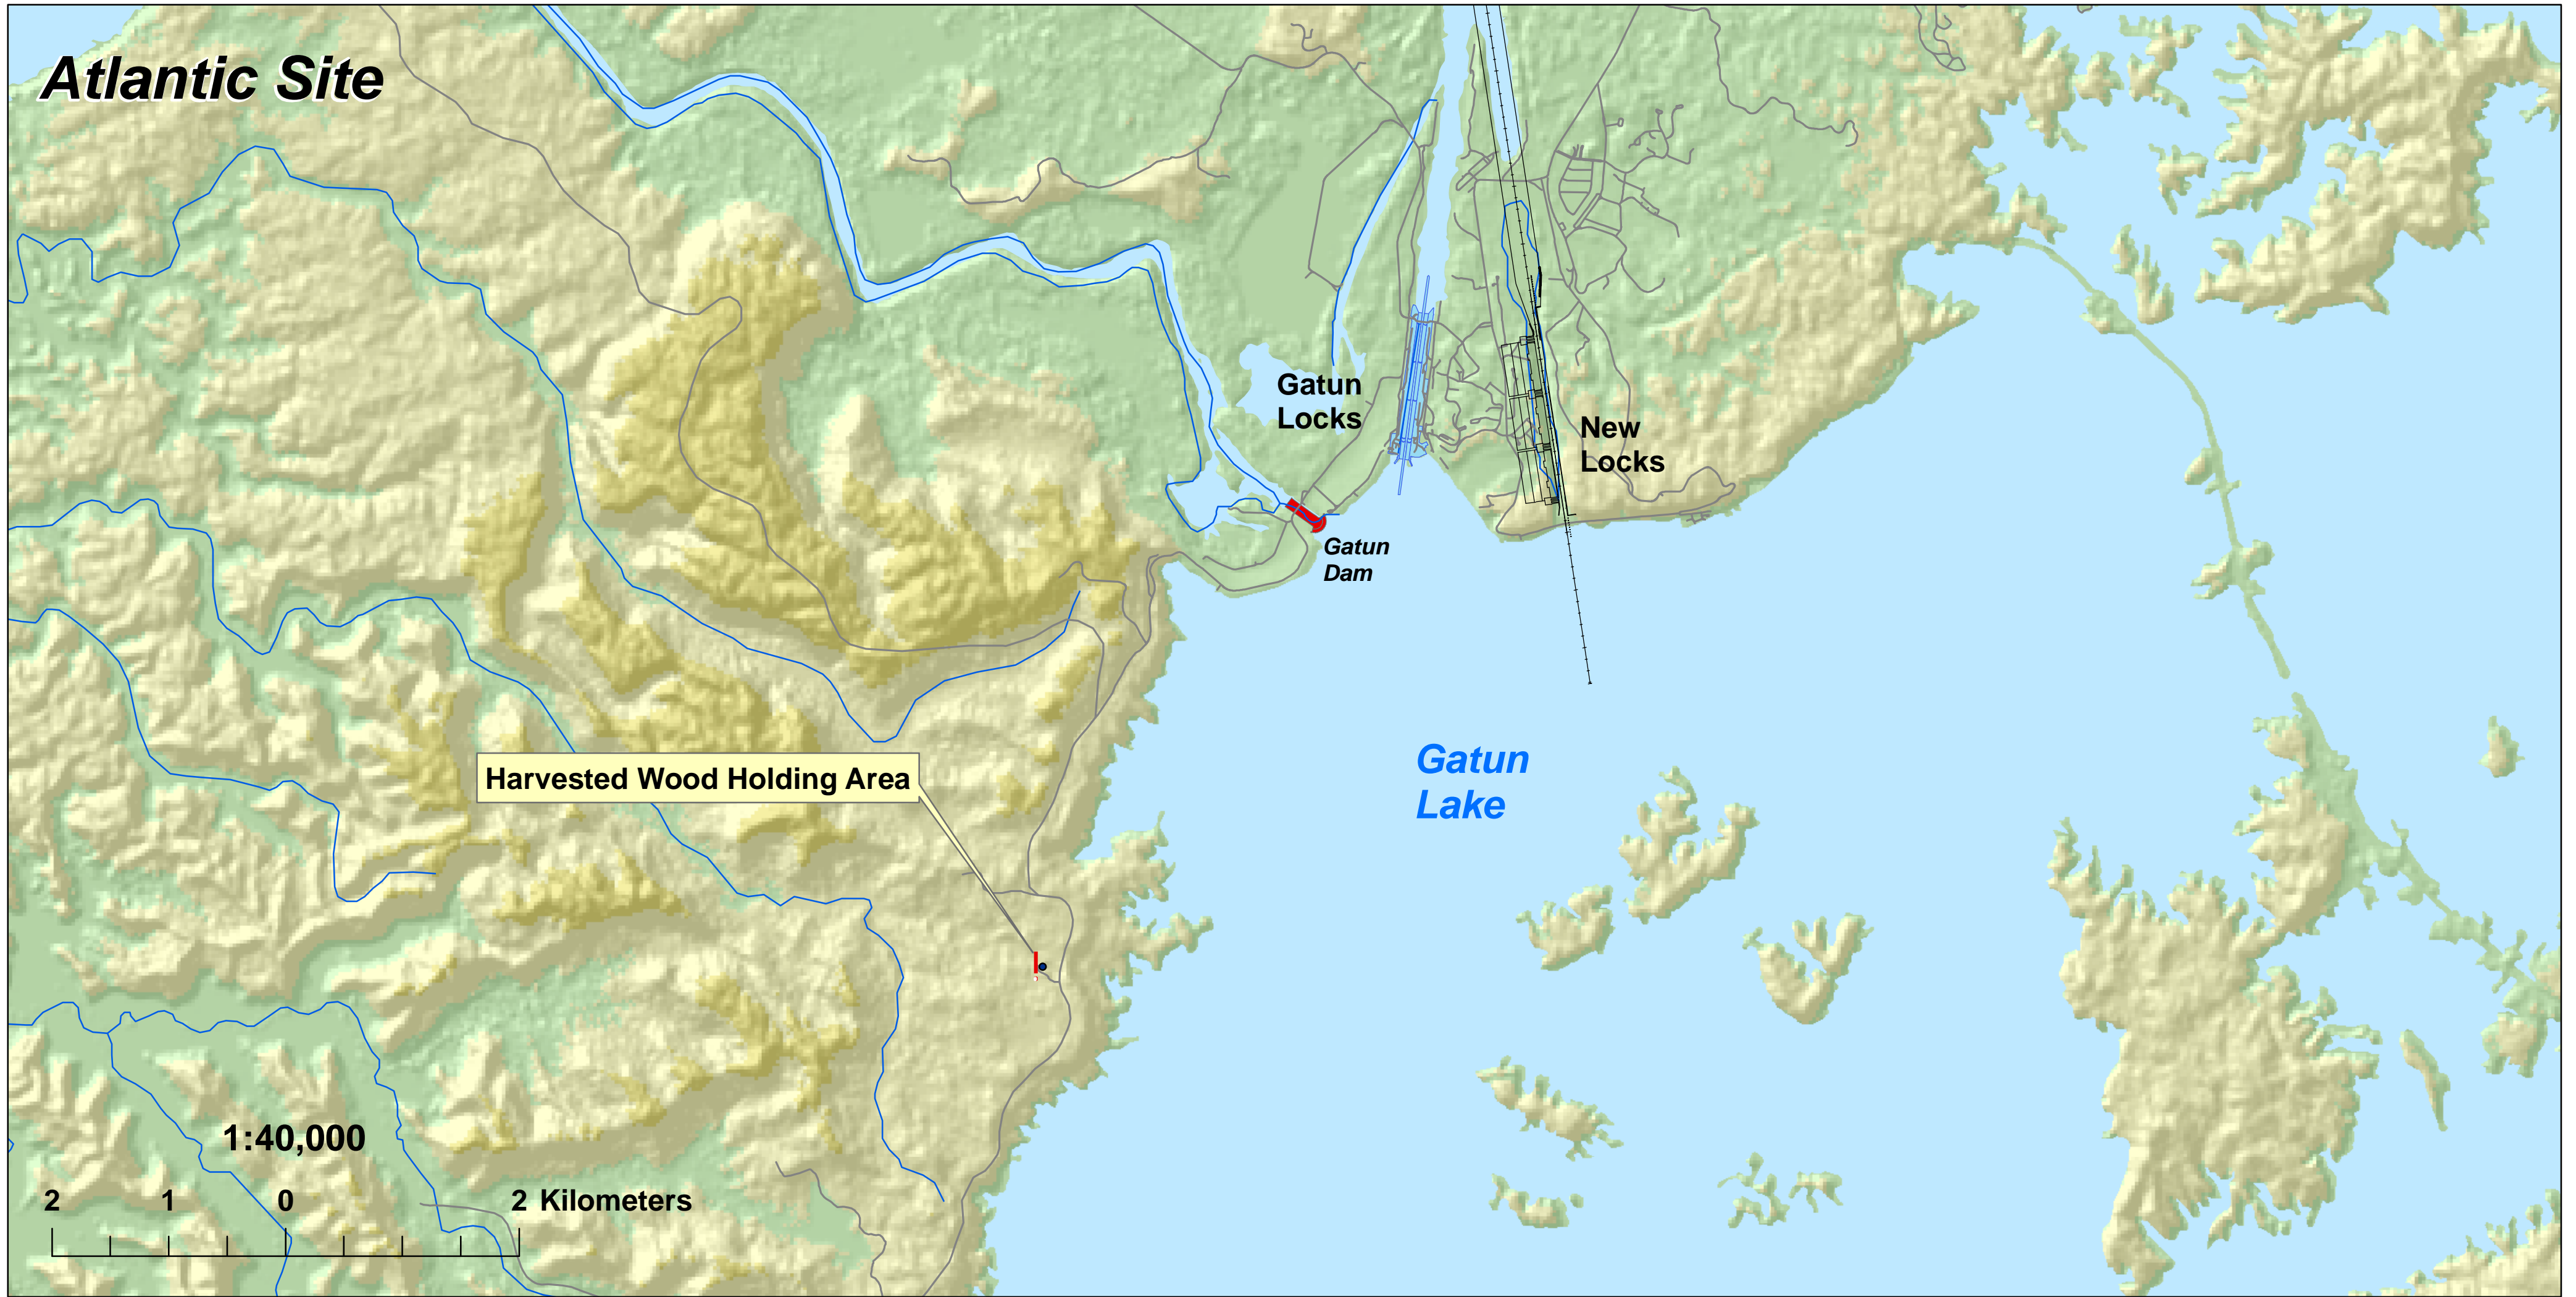 Atlantic Site
Gatun
Locks
New
Locks
Gatun
Dam
Gatun
Lake
Harvested Wood Holding Area
1:40,000
2 1 0 2 Kilometers